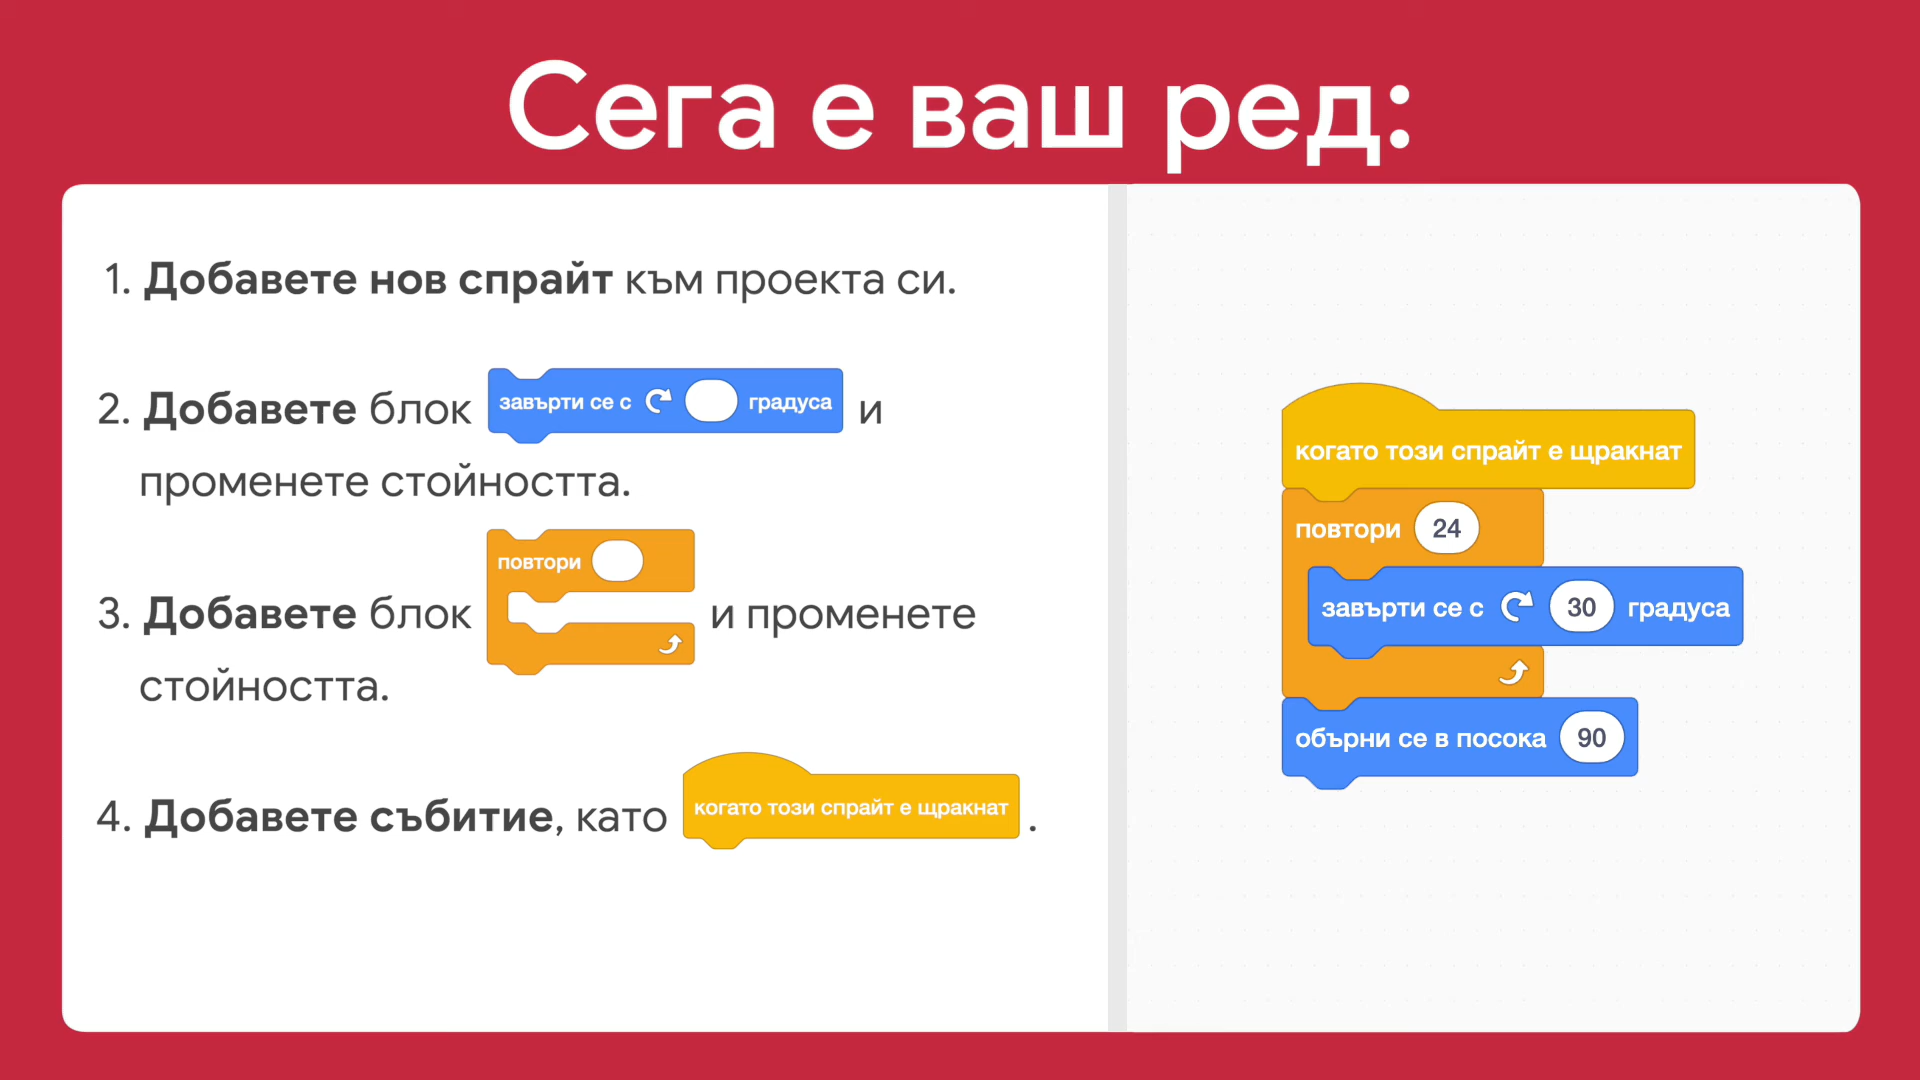 Сега е ваш ред:
1. Добавете нов спрайт към проекта си.
2. Добавете блок завърти се с градуса и
променете стойността.
3. Добавете блок повтори и променете
стойността.
4. Добавете събитие, като когато този спрайт е щракнат .
когато този спрайт е щракнат
повтори 24
завърти се с 30 градуса
обърни се в посока 90